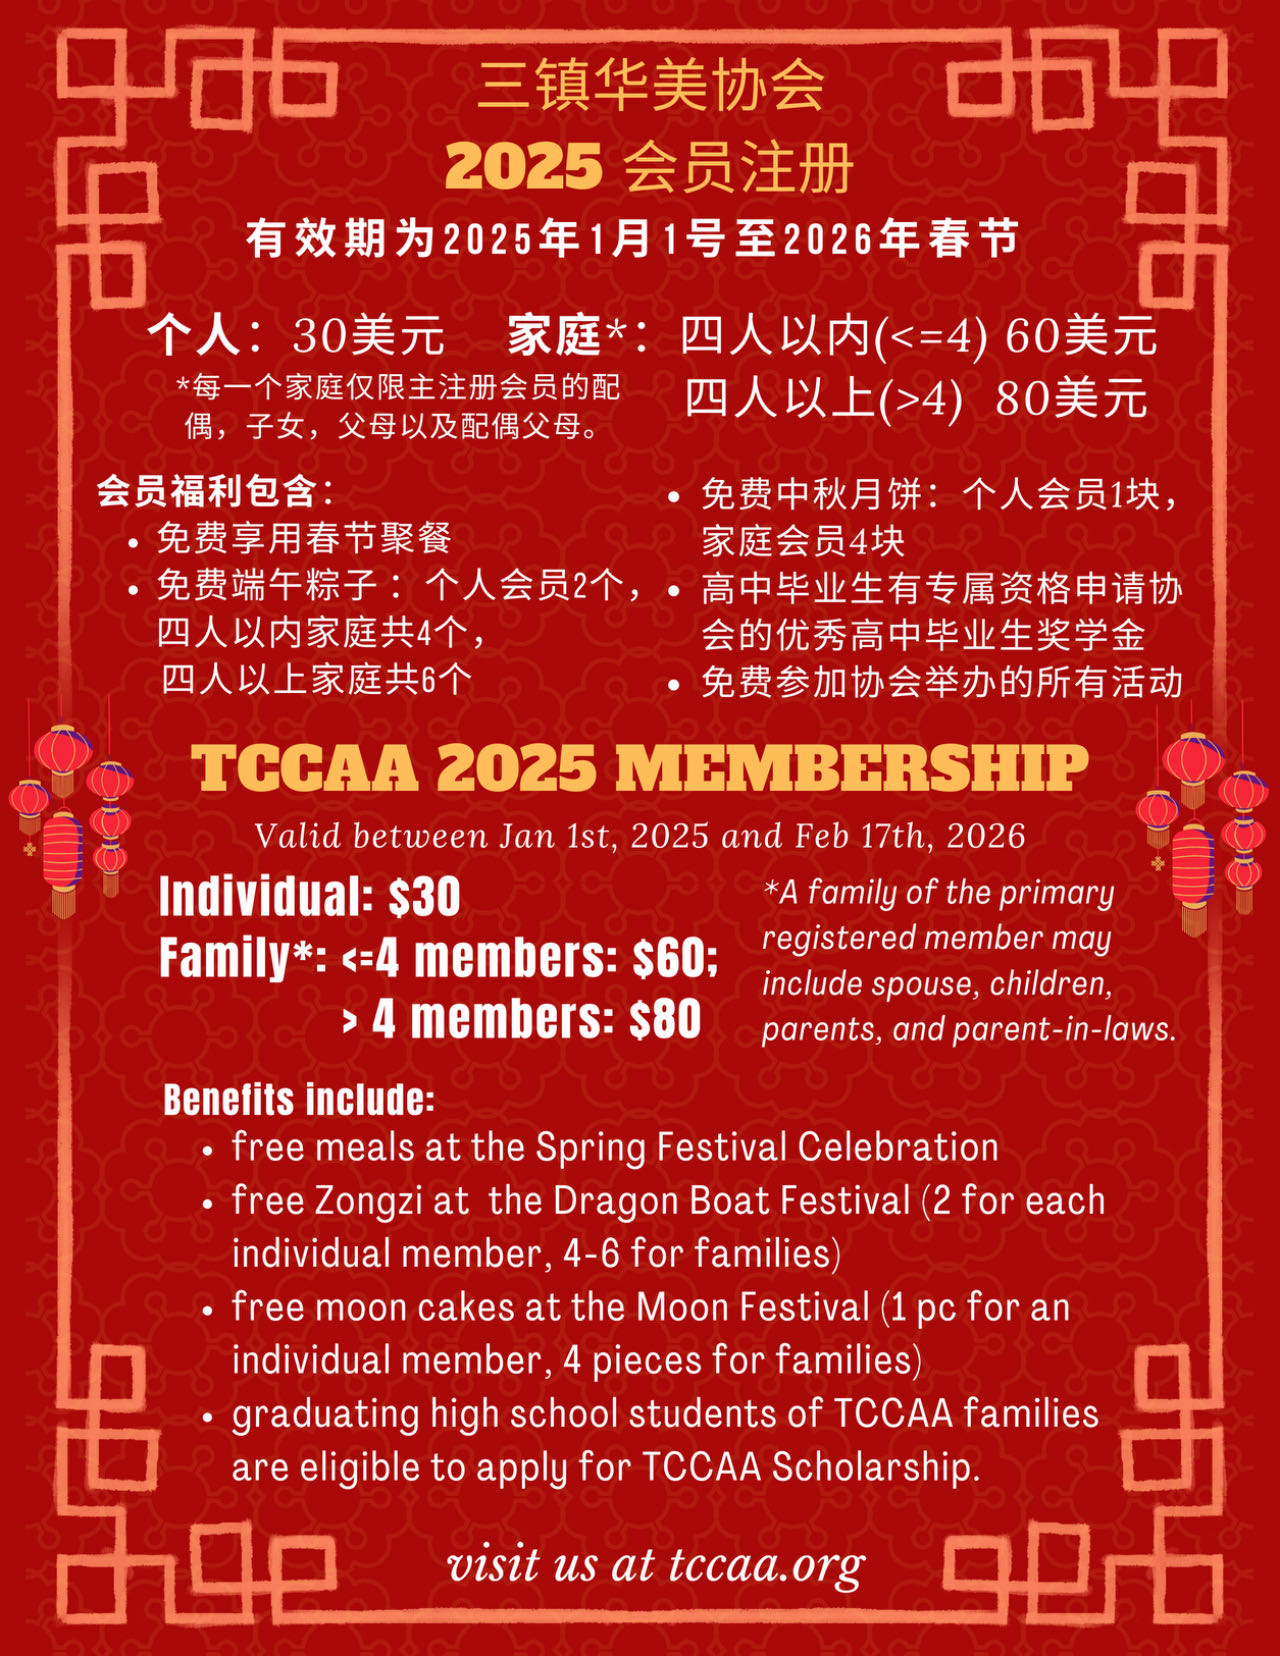 三镇华美协会
2025 会员注册
有效期为2025年1月1号至2026年春节
个人：30美元 家庭*：四人以内(<=4) 60美元
四人以上(>4) 80美元
*每一个家庭仅限主注册会员的配
偶，子女，父母以及配偶父母。
会员福利包含：
• 免费享用春节聚餐
• 免费端午粽子：个人会员2个，
四人以内家庭共4个，
四人以上家庭共6个
• 免费中秋月饼：个人会员1块，
家庭会员4块
• 高中毕业生有专属资格申请协
会的优秀高中毕业生奖学金
• 免费参加协会举办的所有活动
TCCAA 2025 MEMBERSHIP
Valid between Jan 1st, 2025 and Feb 17th, 2026
Individual: $30
Family*: <=4 members: $60;
> 4 members: $80
*A family of the primary
registered member may
include spouse, children,
parents, and parent-in-laws.
Benefits include:
• free meals at the Spring Festival Celebration
• free Zongzi at the Dragon Boat Festival (2 for each
individual member, 4-6 for families)
• free moon cakes at the Moon Festival (1 pc for an
individual member, 4 pieces for families)
• graduating high school students of TCCAA families
are eligible to apply for TCCAA Scholarship.
visit us at tccaa.org